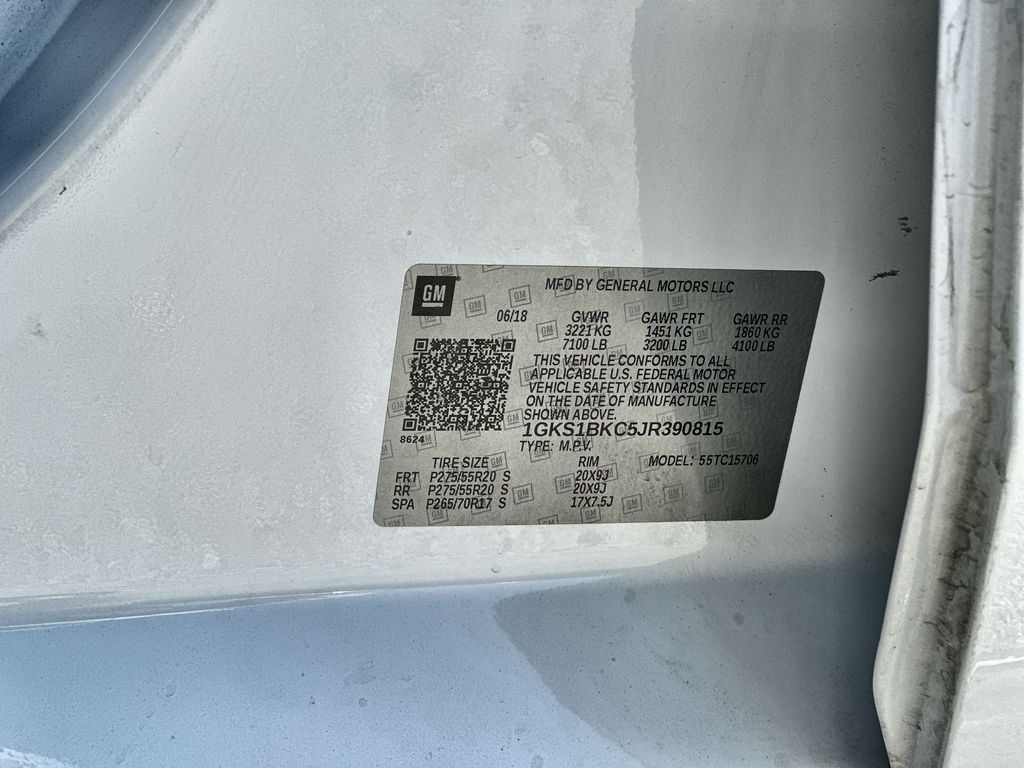 GM
MFD BY GENERAL MOTORS LLC
06/18 GVWR GAWR FRT GAWR RR
3221 KG 1451 KG 1860 KG
7100 LB 3200 LB 4100 LB
THIS VEHICLE CONFORMS TO ALL
APPLICABLE U.S. FEDERAL MOTOR
VEHICLE SAFETY STANDARDS IN EFFECT
ON THE DATE OF MANUFACTURE
SHOWN ABOVE.
1GKS1BKC5JR390815
8624
TYPE: M.P.V.
TIRE SIZE RIM MODEL: 55TC15706
FRT P275/55R20 S 20X9J
RR P275/55R20 S 20X9J
SPA P265/70R17 S 17X7.5J